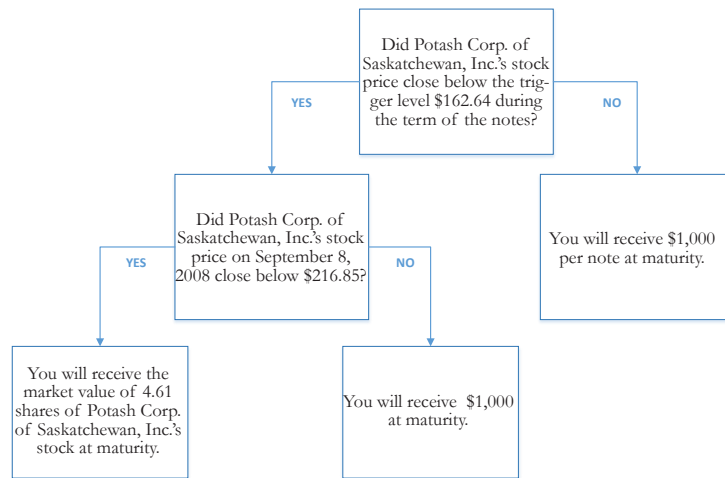 Did Potash Corp. of
Saskatchewan, Inc.'s stock
price close below the trig-
ger level $162.64 during
the term of the notes?
YES
NO
Did Potash Corp. of
Saskatchewan, Inc.'s stock
price on September 8,
2008 close below $216.85?
You will receive $1,000
per note at maturity.
YES
NO
You will receive the
market value of 4.61
shares of Potash Corp.
of Saskatchewan, Inc.'s
stock at maturity.
You will receive $1,000
at maturity.